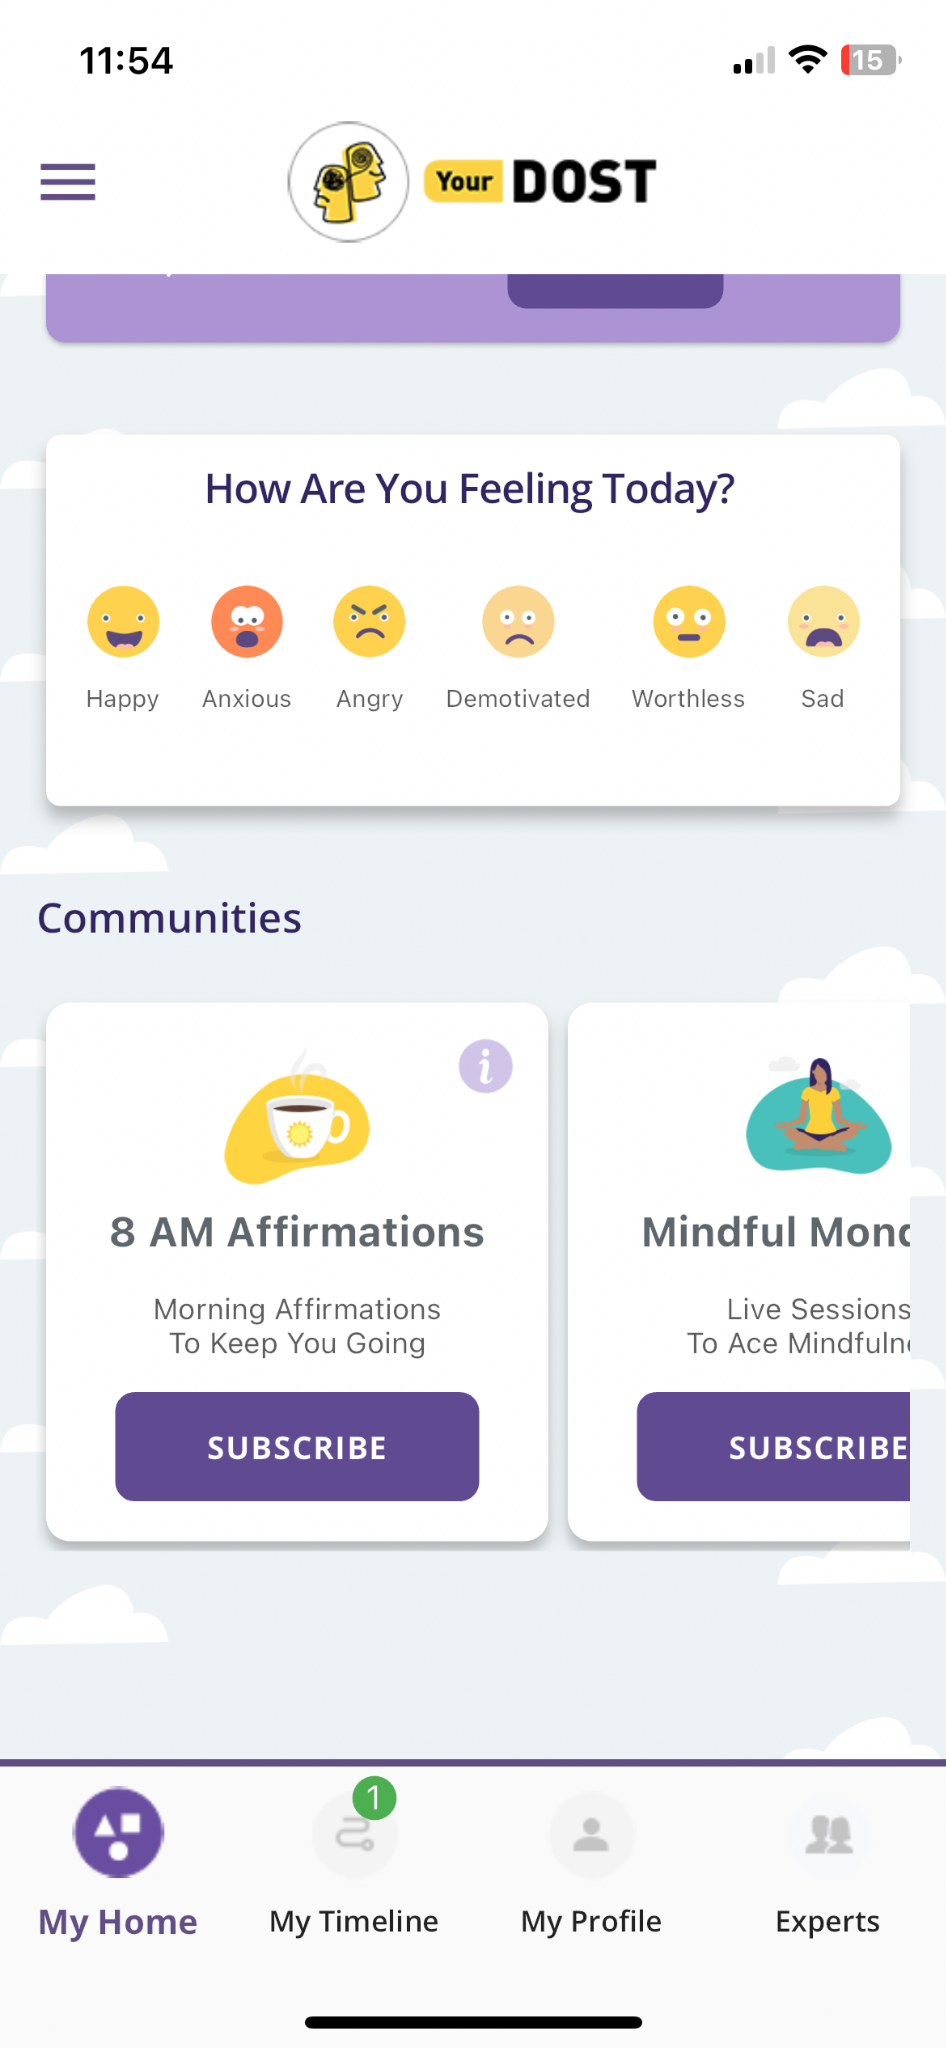 11:54
15
Your DOST
How Are You Feeling Today?
Happy Anxious Angry Demotivated Worthless Sad
Communities
i
8 AM Affirmations
Morning Affirmations
To Keep You Going
SUBSCRIBE
Mindful Mon
Live Sessions
To Ace Mindfuln
SUBSCRIBE
1
My Home My Timeline My Profile Experts